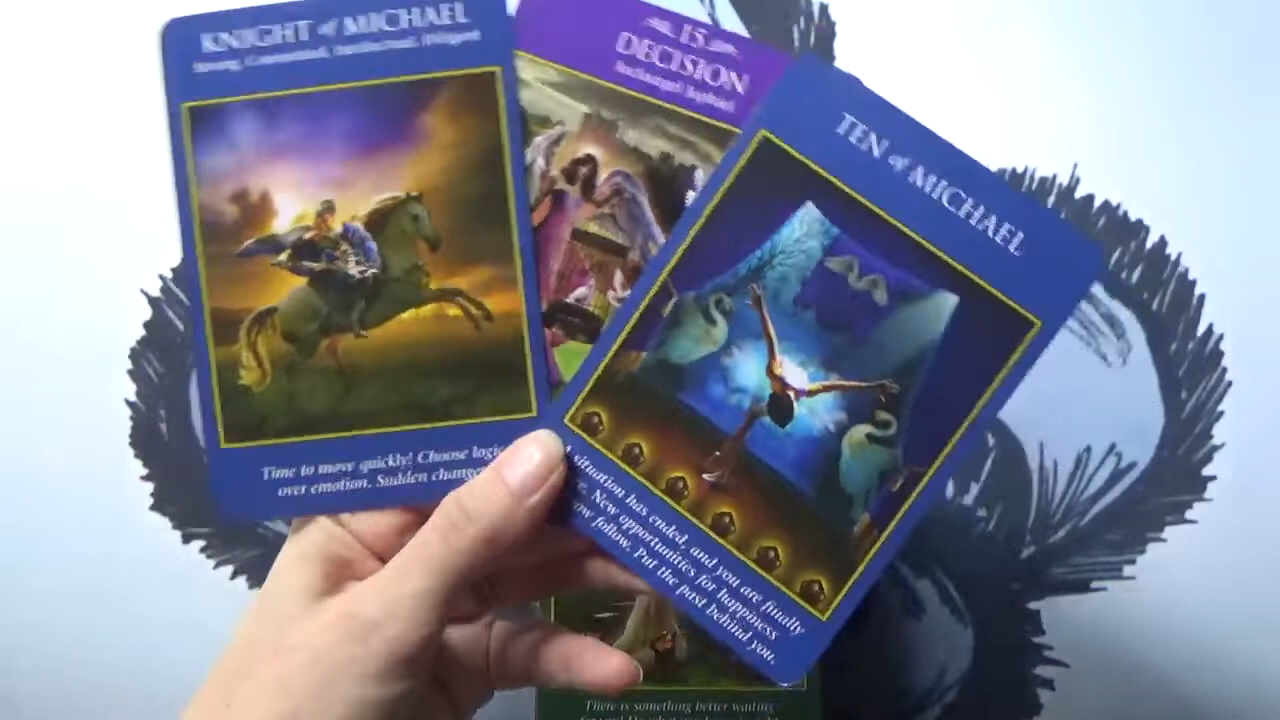 KNIGHT of MICHAEL
Strong, Committed, Intellectual, Diligent
Time to move quickly! Choose logic
over emotion. Sudden change
15
DECISION
Archangel Jophiel
TEN of MICHAEL
A situation has ended, and you are finally
New opportunities for happiness
now follow. Put the past behind you.
There is something better waiting